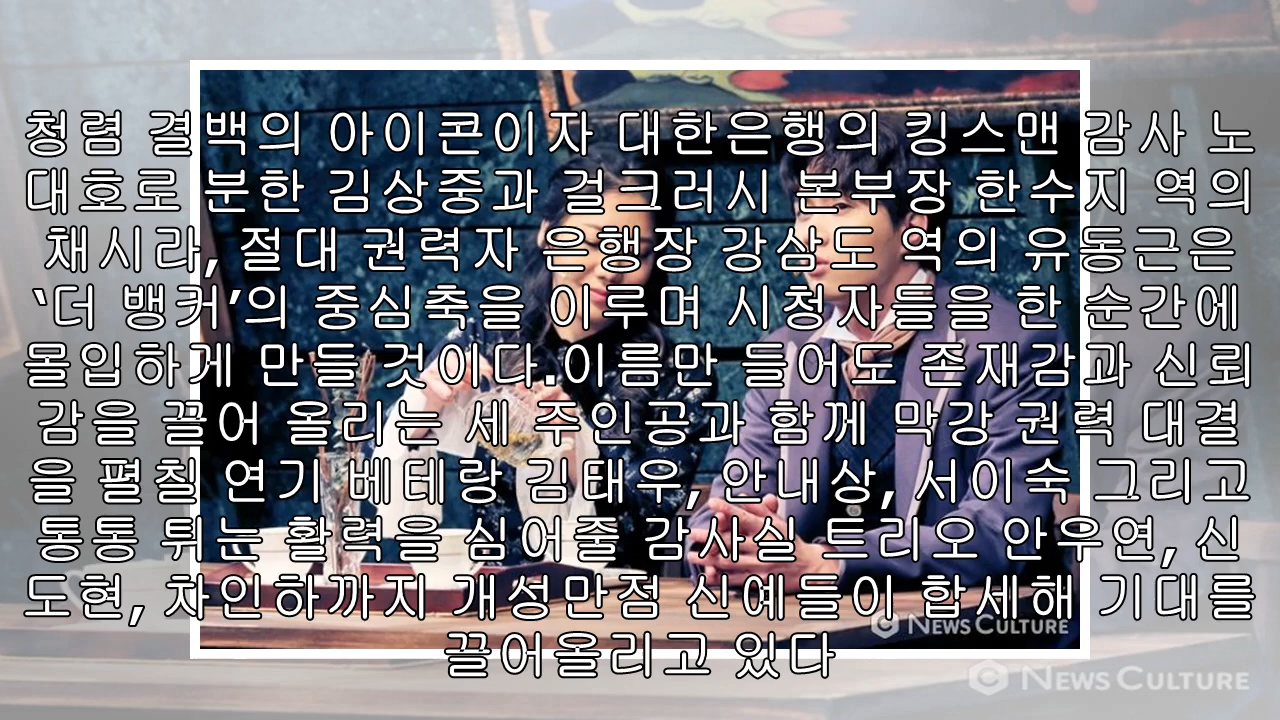 청렴 결백의 아이콘이자 대한은행의 킹스맨 감사 노
대호로 분한 김상중과 걸크러시 본부장 한수지 역의
채시라, 절대 권력자 은행장 강삼도 역의 유동근은
‘더 뱅커’의 중심축을 이루며 시청자들을 한 순간에
몰입하게 만들 것이다.이름만 들어도 존재감과 신뢰
감을 끌어 올리는 세 주인공과 함께 막강 권력 대결
을 펼칠 연기 베테랑 김태우, 안내상, 서이숙 그리고
통통 튀는 활력을 심어줄 감사실 트리오 안우연, 신
도현, 차인하까지 개성만점 신예들이 합세해 기대를
끌어올리고 있다
NEWS CULTURE
NEWS CULTURE